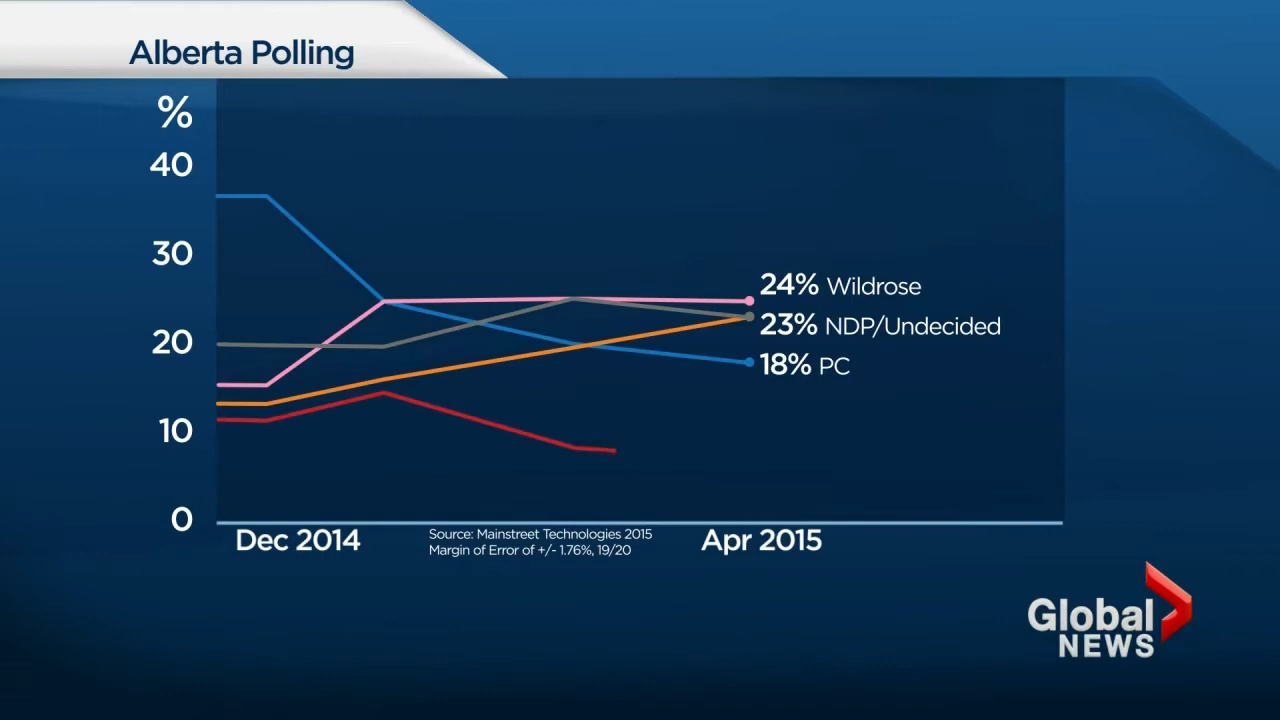 Alberta Polling
%
40
30
20
10
0
24% Wildrose
23% NDP/Undecided
18% PC
Dec 2014
Source: Mainstreet Technologies 2015
Margin of Error of +/- 1.76%, 19/20
Apr 2015
Global
NEWS